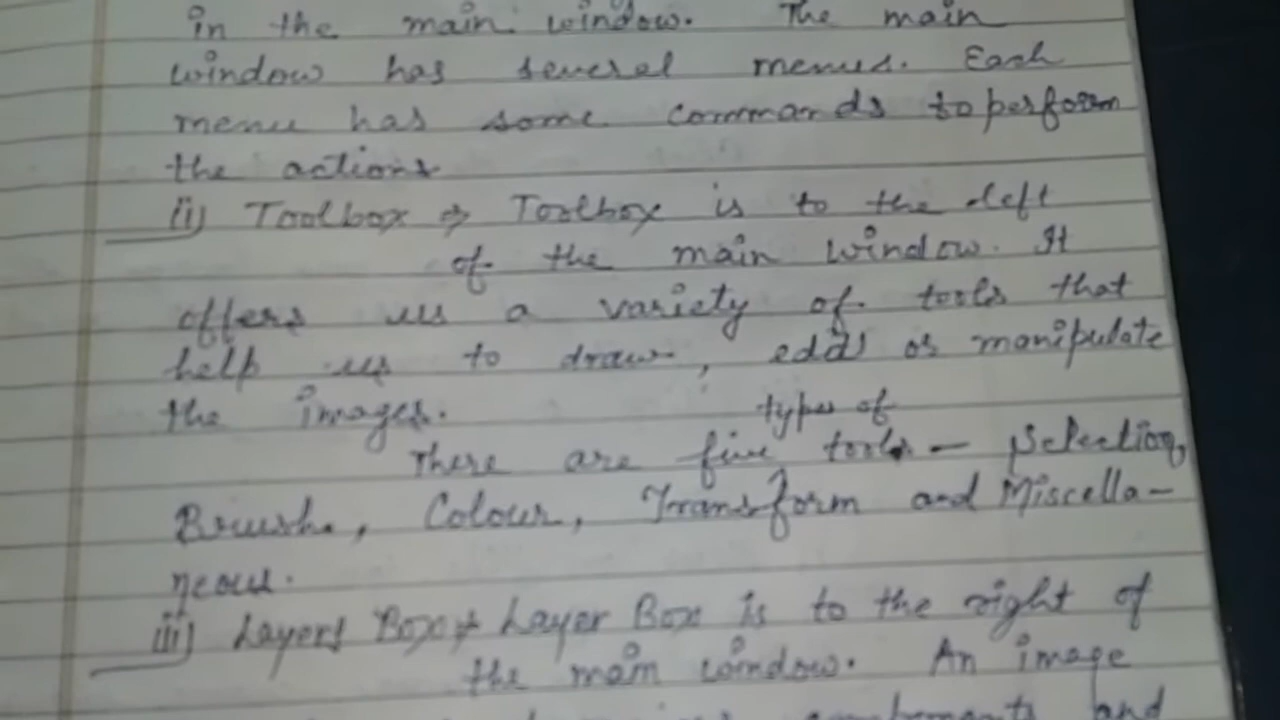 in the main window. The main
window has several menus. Each
menu has some commands to perform
the actions
(ii) Toolbox ⇒ Toolbox is to the left
of the main window. It
offers us a variety of tools that
help us to draw, edit or manipulate
the images.
types of
There are five tools - Selection,
Brush, Colour, Transform and Miscella-
neous.
iii) Layers Box ⇒ Layer Box is to the right of
the main window. An image
and